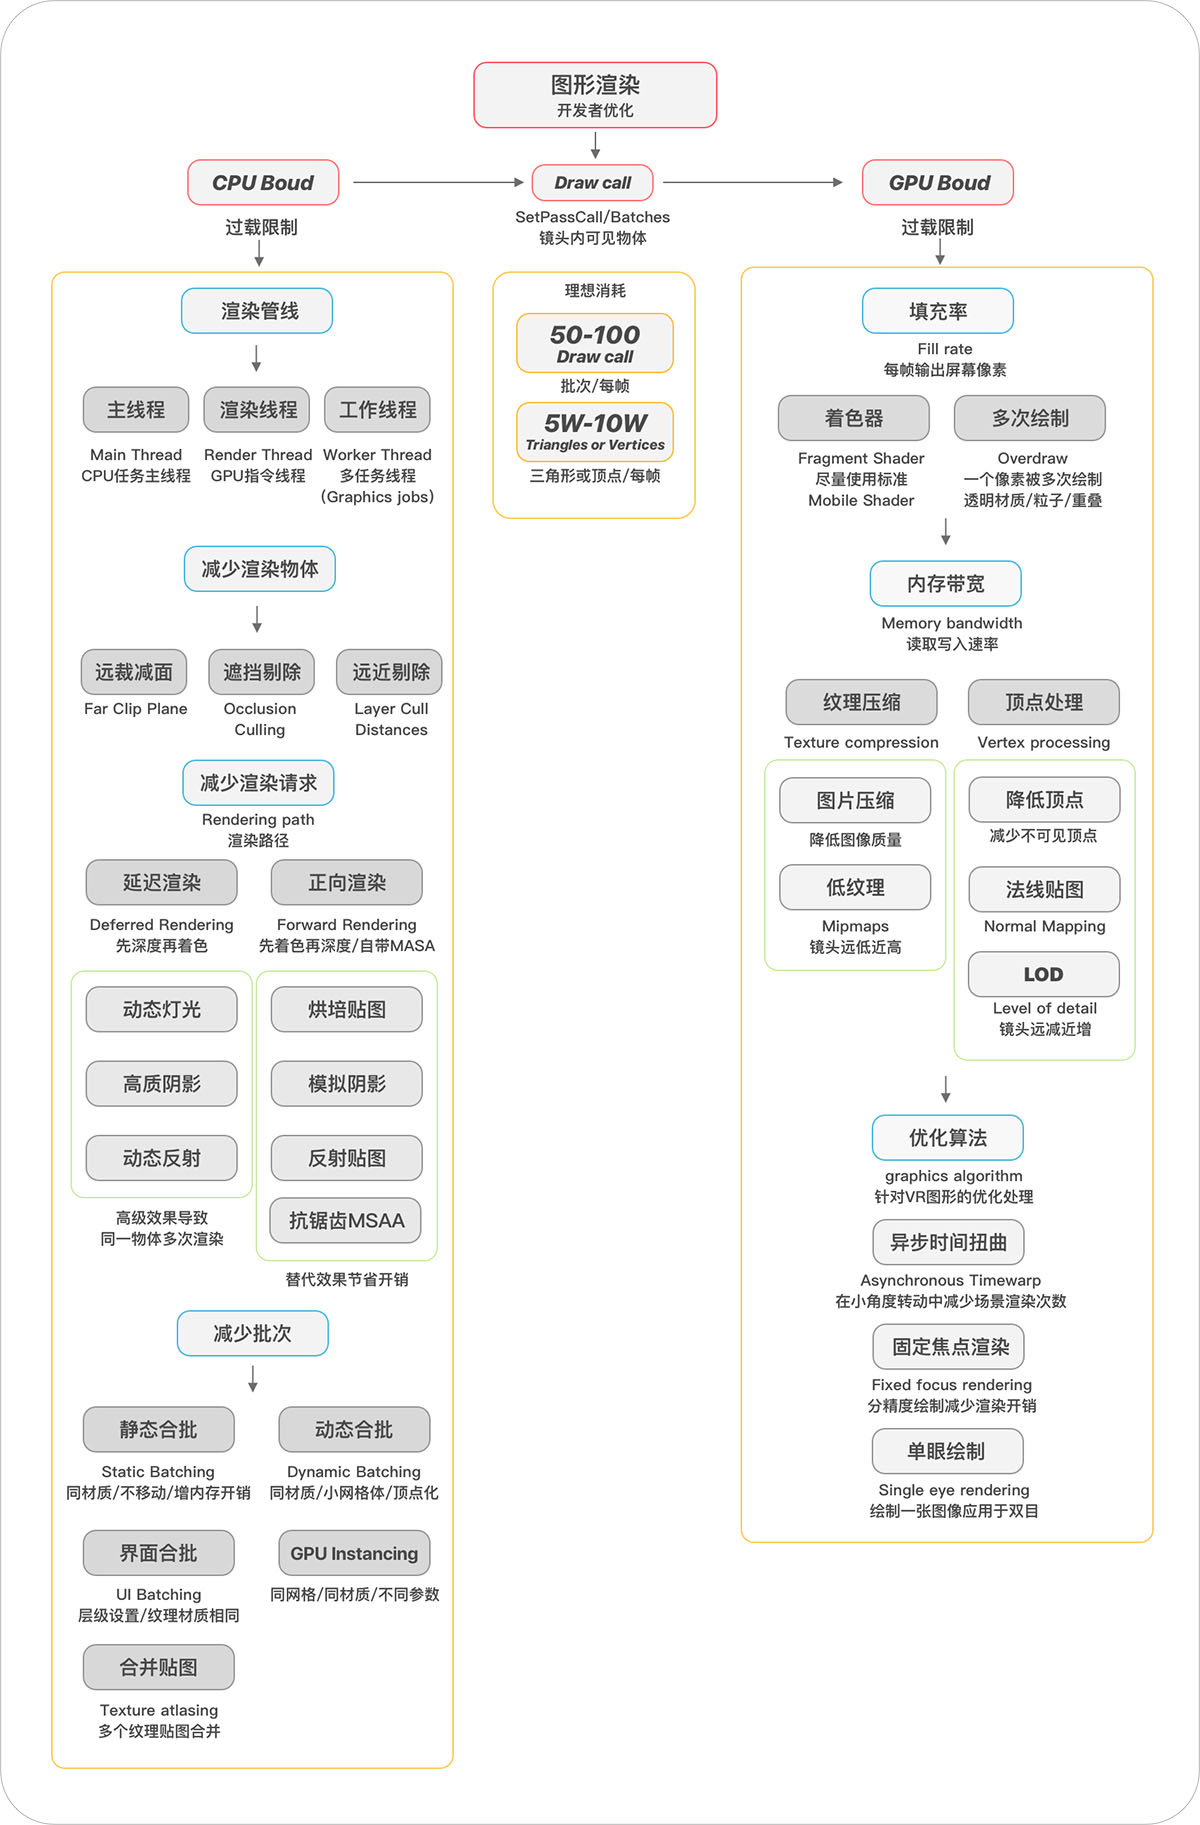 图形渲染
开发者优化
CPU Boud
Draw call
GPU Boud
过载限制
SetPassCall/Batches
镜头内可见物体
过载限制
渲染管线
主线程
渲染线程
工作线程
Main Thread
CPU任务主线程
Render Thread
GPU指令线程
Worker Thread
多任务线程
(Graphics jobs)
减少渲染物体
远裁减面
遮挡剔除
远近剔除
Far Clip Plane
Occlusion
Culling
Layer Cull
Distances
减少渲染请求
Rendering path
渲染路径
延迟渲染
正向渲染
Deferred Rendering
先深度再着色
Forward Rendering
先着色再深度/自带MASA
动态灯光
高质阴影
动态反射
高级效果导致
同一物体多次渲染
烘培贴图
模拟阴影
反射贴图
抗锯齿MSAA
替代效果节省开销
减少批次
静态合批
动态合批
Static Batching
同材质/不移动/增内存开销
Dynamic Batching
同材质/小网格体/顶点化
界面合批
GPU Instancing
UI Batching
层级设置/纹理材质相同
同网格/同材质/不同参数
合并贴图
Texture atlasing
多个纹理贴图合并
理想消耗
50-100
Draw call
批次/每帧
5W-10W
Triangles or Vertices
三角形或顶点/每帧
填充率
Fill rate
每帧输出屏幕像素
着色器
多次绘制
Fragment Shader
尽量使用标准
Mobile Shader
Overdraw
一个像素被多次绘制
透明材质/粒子/重叠
内存带宽
Memory bandwidth
读取写入速率
纹理压缩
顶点处理
Texture compression
Vertex processing
图片压缩
降低图像质量
低纹理
Mipmaps
镜头远低近高
降低顶点
减少不可见顶点
法线贴图
Normal Mapping
LOD
Level of detail
镜头远减近增
优化算法
graphics algorithm
针对VR图形的优化处理
异步时间扭曲
Asynchronous Timewarp
在小角度转动中减少场景渲染次数
固定焦点渲染
Fixed focus rendering
分精度绘制减少渲染开销
单眼绘制
Single eye rendering
绘制一张图像应用于双目